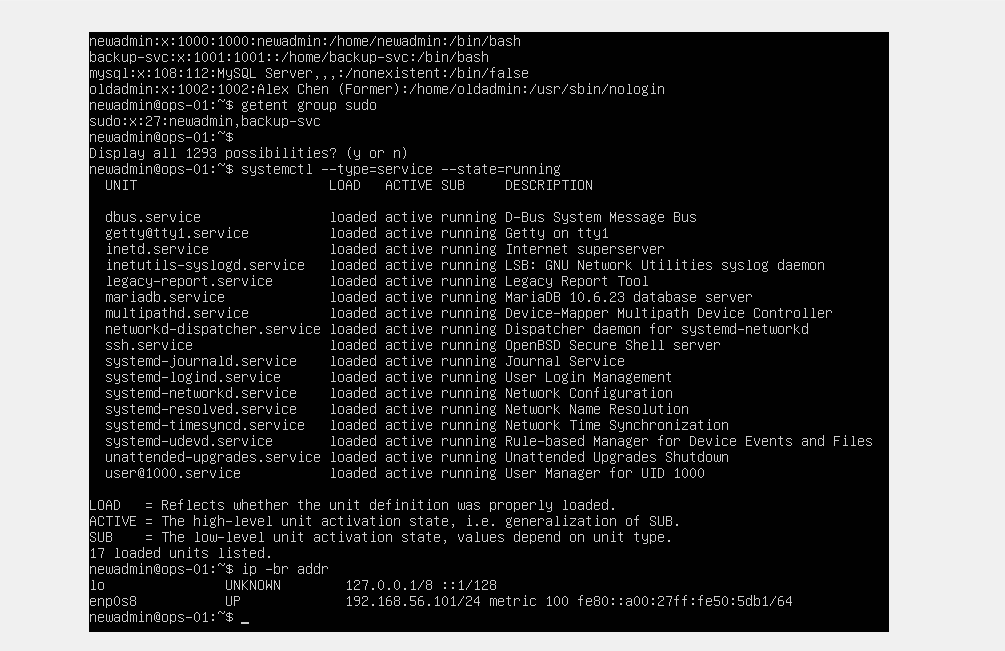 newadmin:x:1000:1000:newadmin:/home/newadmin:/bin/bash
backup-svc:x:1001:1001::/home/backup-svc:/bin/bash
mysql:x:108:112:MySQL Server,,,:/nonexistent:/bin/false
oldadmin:x:1002:1002:Alex Chen (Former):/home/oldadmin:/usr/sbin/nologin
newadmin@ops-01:~$ getent group sudo
sudo:x:27:newadmin,backup-svc
newadmin@ops-01:~$
Display all 1293 possibilities? (y or n)
newadmin@ops-01:~$ systemctl --type=service --state=running
  UNIT                        LOAD   ACTIVE SUB     DESCRIPTION
  dbus.service                loaded active running D-Bus System Message Bus
  getty@tty1.service          loaded active running Getty on tty1
  inetd.service               loaded active running Internet superserver
  inetutils-syslogd.service   loaded active running LSB: GNU Network Utilities syslog daemon
  legacy-report.service       loaded active running Legacy Report Tool
  mariadb.service             loaded active running MariaDB 10.6.23 database server
  multipathd.service          loaded active running Device-Mapper Multipath Device Controller
  networkd-dispatcher.service loaded active running Dispatcher daemon for systemd-networkd
  ssh.service                 loaded active running OpenBSD Secure Shell server
  systemd-journald.service    loaded active running Journal Service
  systemd-logind.service      loaded active running User Login Management
  systemd-networkd.service    loaded active running Network Configuration
  systemd-resolved.service    loaded active running Network Name Resolution
  systemd-timesyncd.service   loaded active running Network Time Synchronization
  systemd-udevd.service       loaded active running Rule-based Manager for Device Events and Files
  unattended-upgrades.service loaded active running Unattended Upgrades Shutdown
  user@1000.service           loaded active running User Manager for UID 1000
LOAD   = Reflects whether the unit definition was properly loaded.
ACTIVE = The high-level unit activation state, i.e. generalization of SUB.
SUB    = The low-level unit activation state, values depend on unit type.
17 loaded units listed.
newadmin@ops-01:~$ ip -br addr
lo               UNKNOWN        127.0.0.1/8 ::1/128
enp0s8           UP             192.168.56.101/24 metric 100 fe80::a00:27ff:fe50:5db1/64
newadmin@ops-01:~$ _